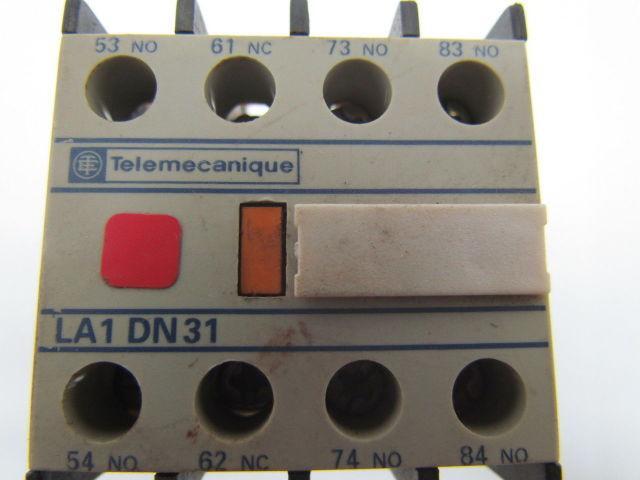 53 NO 61 NC 73 NO 83 NO
Telemecanique
LA1 DN31
54 NO 62 NC 74 NO 84 NO